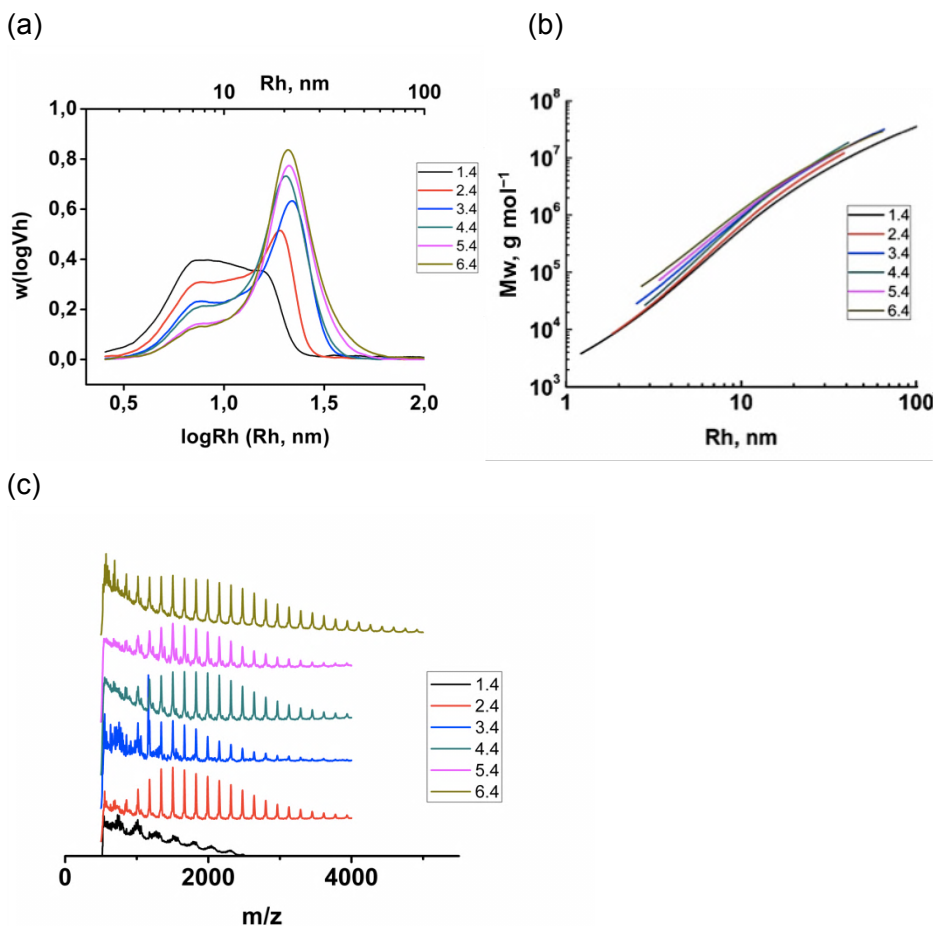 (a)
Rh, nm
10 100
1,0
0,8
0,6
0,4
0,2
0,0
w(logVh)
1.4
2.4
3.4
4.4
5.4
6.4
0,5 1,0 1,5 2,0
logRh (Rh, nm)
(b)
10⁸
10⁷
10⁶
10⁵
10⁴
10³
Mw, g mol⁻¹
1.4
2.4
3.4
4.4
5.4
6.4
1 10 100
Rh, nm
(c)
1.4
2.4
3.4
4.4
5.4
6.4
0 2000 4000
m/z